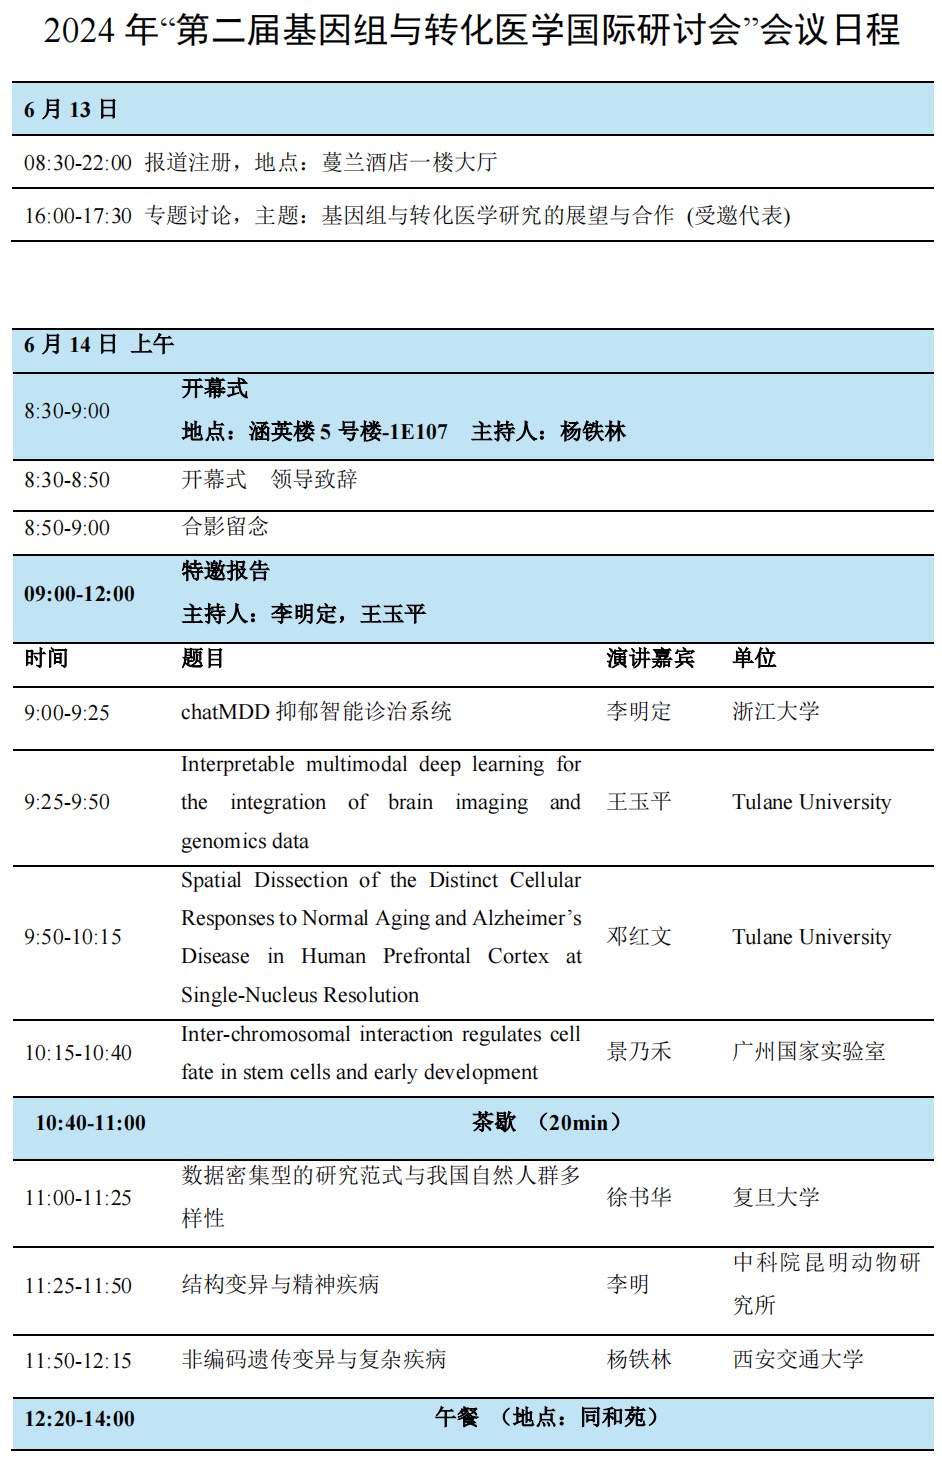 2024 年“第二届基因组与转化医学国际研讨会”会议日程
6 月 13 日
08:30-22:00 报道注册，地点：蔓兰酒店一楼大厅
16:00-17:30 专题讨论，主题：基因组与转化医学研究的展望与合作 (受邀代表)
6 月 14 日 上午
8:30-9:00
开幕式
地点：涵英楼 5 号楼-1E107 主持人：杨铁林
8:30-8:50 开幕式 领导致辞
8:50-9:00 合影留念
09:00-12:00
特邀报告
主持人：李明定，王玉平
时间 题目 演讲嘉宾 单位
9:00-9:25 chatMDD 抑郁智能诊治系统 李明定 浙江大学
9:25-9:50
Interpretable multimodal deep learning for
the integration of brain imaging and
genomics data
王玉平 Tulane University
9:50-10:15
Spatial Dissection of the Distinct Cellular
Responses to Normal Aging and Alzheimer’s
Disease in Human Prefrontal Cortex at
Single-Nucleus Resolution
邓红文 Tulane University
10:15-10:40
Inter-chromosomal interaction regulates cell
fate in stem cells and early development
景乃禾 广州国家实验室
10:40-11:00 茶歇 （20min）
11:00-11:25
数据密集型的研究范式与我国自然人群多
样性
徐书华 复旦大学
11:25-11:50 结构变异与精神疾病 李明
中科院昆明动物研
究所
11:50-12:15 非编码遗传变异与复杂疾病 杨铁林 西安交通大学
12:20-14:00 午餐 （地点：同和苑）